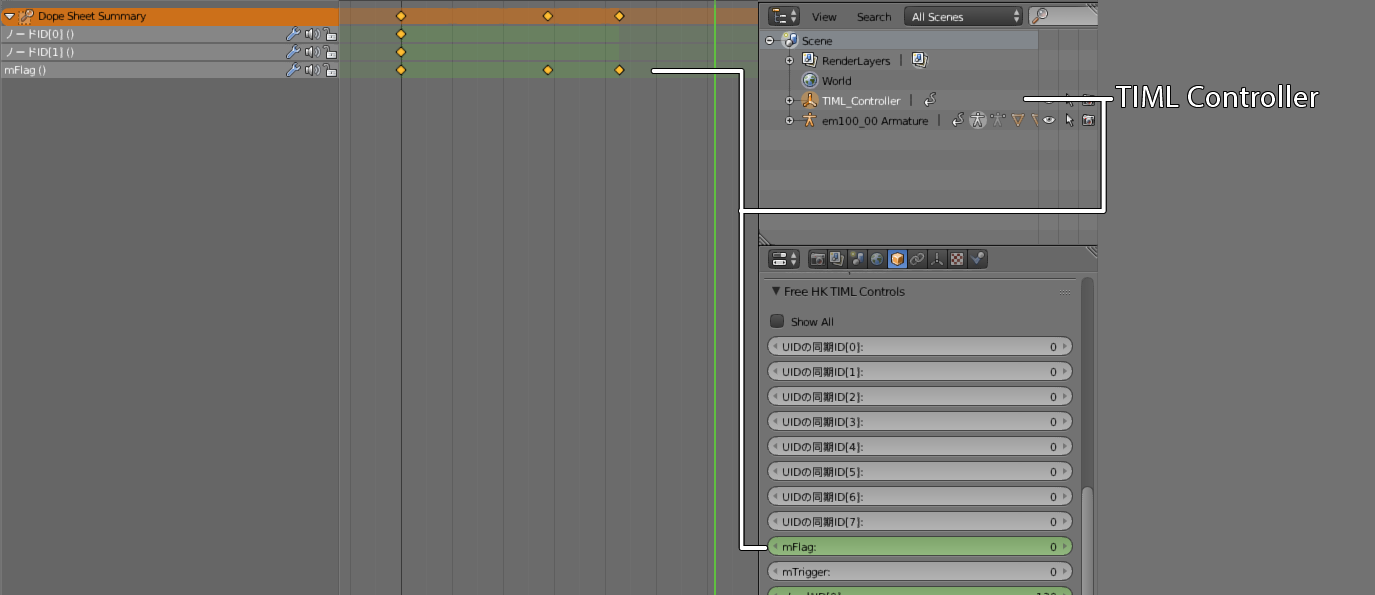 Dope Sheet Summary
ノードID[0] ()
ノードID[1] ()
mFlag ()
View Search All Scenes
Scene
RenderLayers
World
TIML_Controller
em100_00 Armature
TIML Controller
Free HK TIML Controls
Show All
UIDの同期ID[0]: 0
UIDの同期ID[1]: 0
UIDの同期ID[2]: 0
UIDの同期ID[3]: 0
UIDの同期ID[4]: 0
UIDの同期ID[5]: 0
UIDの同期ID[6]: 0
UIDの同期ID[7]: 0
mFlag: 0
mTrigger: 0